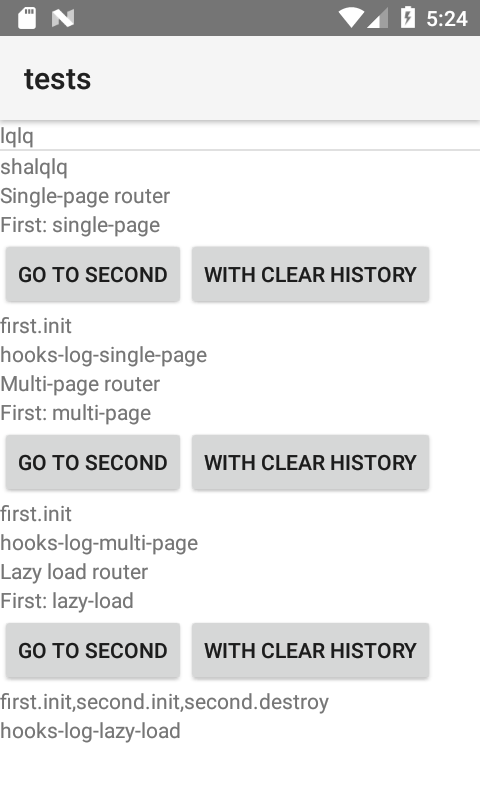 5:24
tests
lqlq
shalqlq
Single-page router
First: single-page
GO TO SECOND WITH CLEAR HISTORY
first.init
hooks-log-single-page
Multi-page router
First: multi-page
GO TO SECOND WITH CLEAR HISTORY
first.init
hooks-log-multi-page
Lazy load router
First: lazy-load
GO TO SECOND WITH CLEAR HISTORY
first.init,second.init,second.destroy
hooks-log-lazy-load